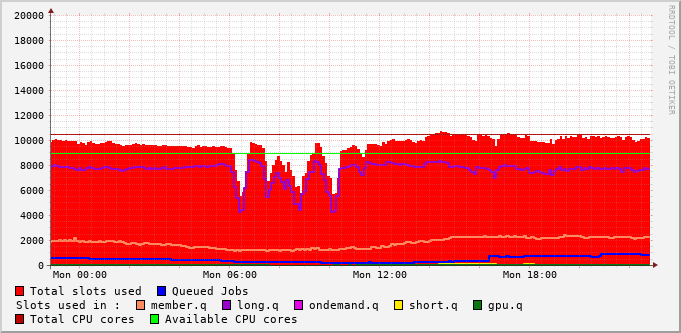 20000
18000
16000
14000
12000
10000
8000
6000
4000
2000
0
Mon 00:00 Mon 06:00 Mon 12:00 Mon 18:00
Total slots used Queued Jobs
Slots used in : member.q long.q ondemand.q short.q gpu.q
Total CPU cores Available CPU cores
RRDTOOL / TOBI OETIKER